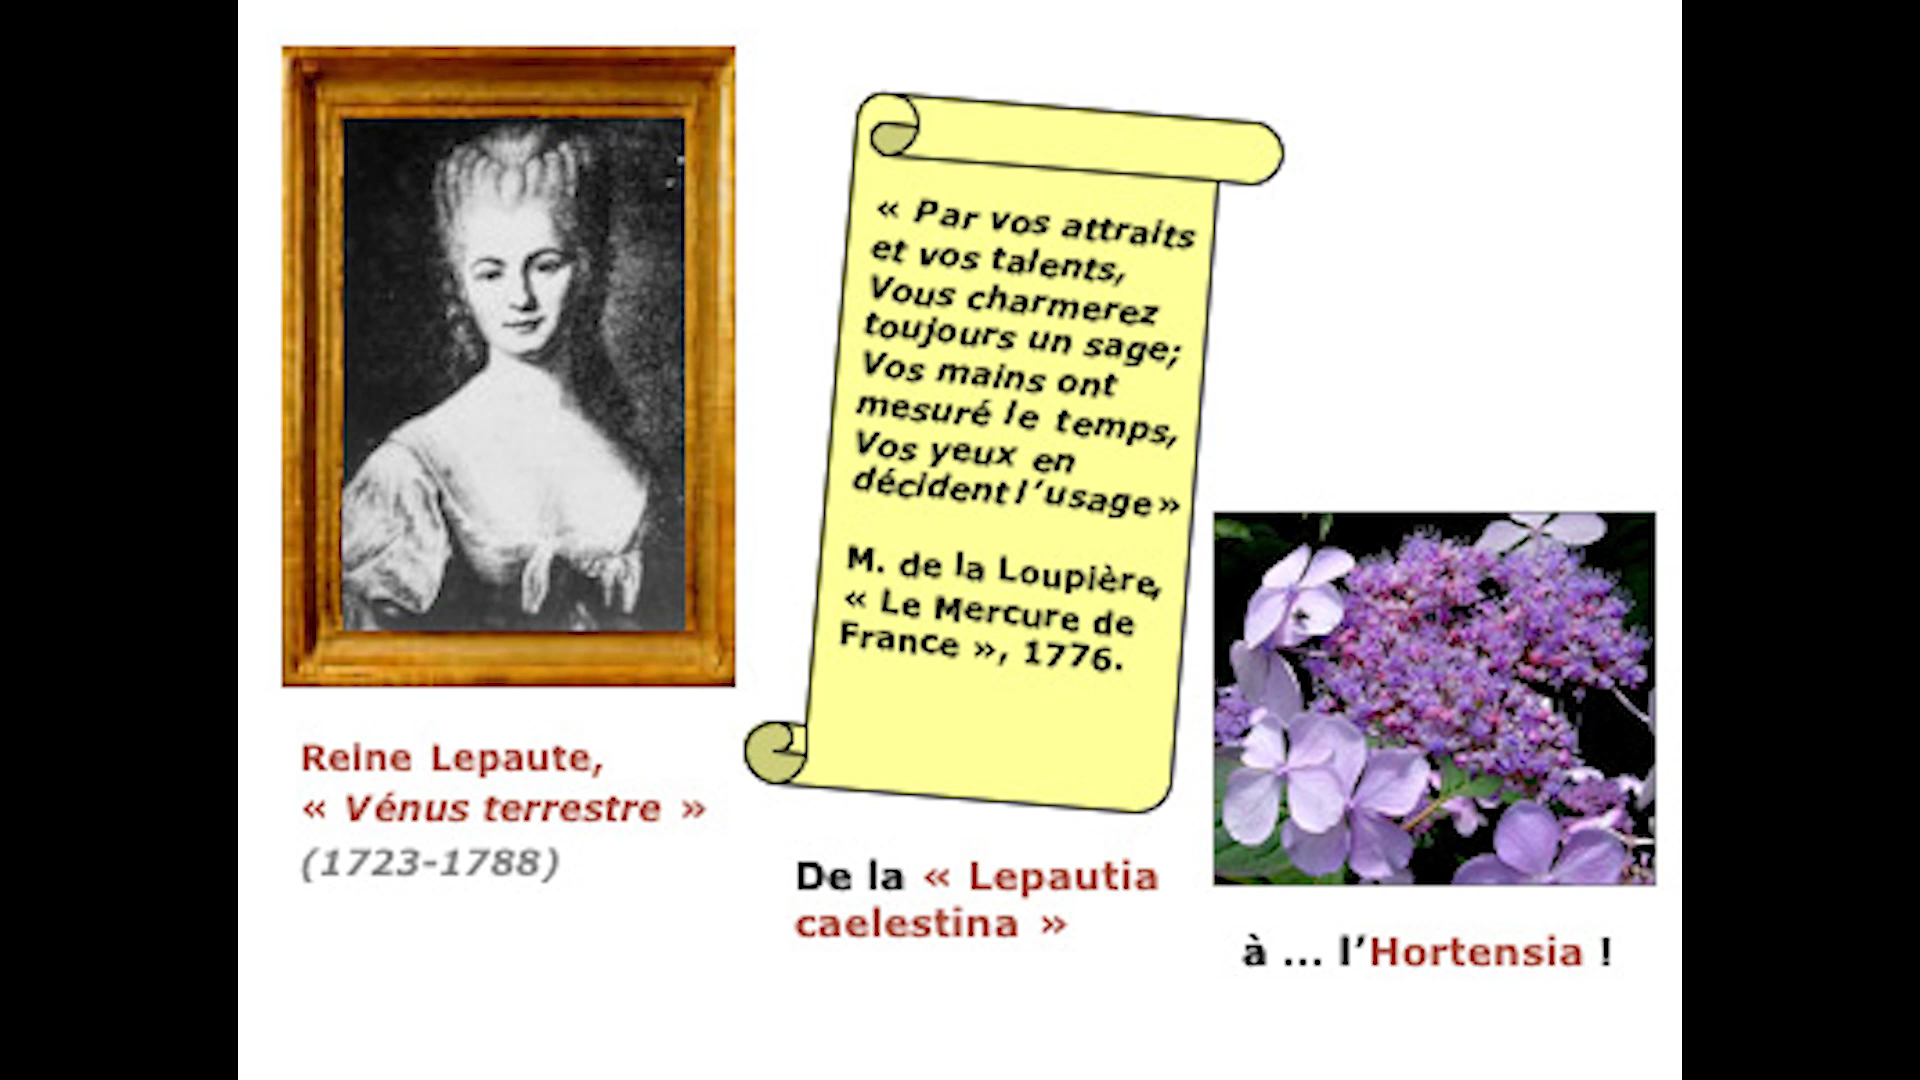 Reine Lepaute,
« Vénus terrestre »
(1723-1788)
« Par vos attraits
et vos talents,
Vous charmerez
toujours un sage;
Vos mains ont
mesuré le temps,
Vos yeux en
décident l’usage»
M. de la Loupière,
« Le Mercure de
France », 1776.
De la « Lepautia
caelestina »
à ... l’Hortensia !